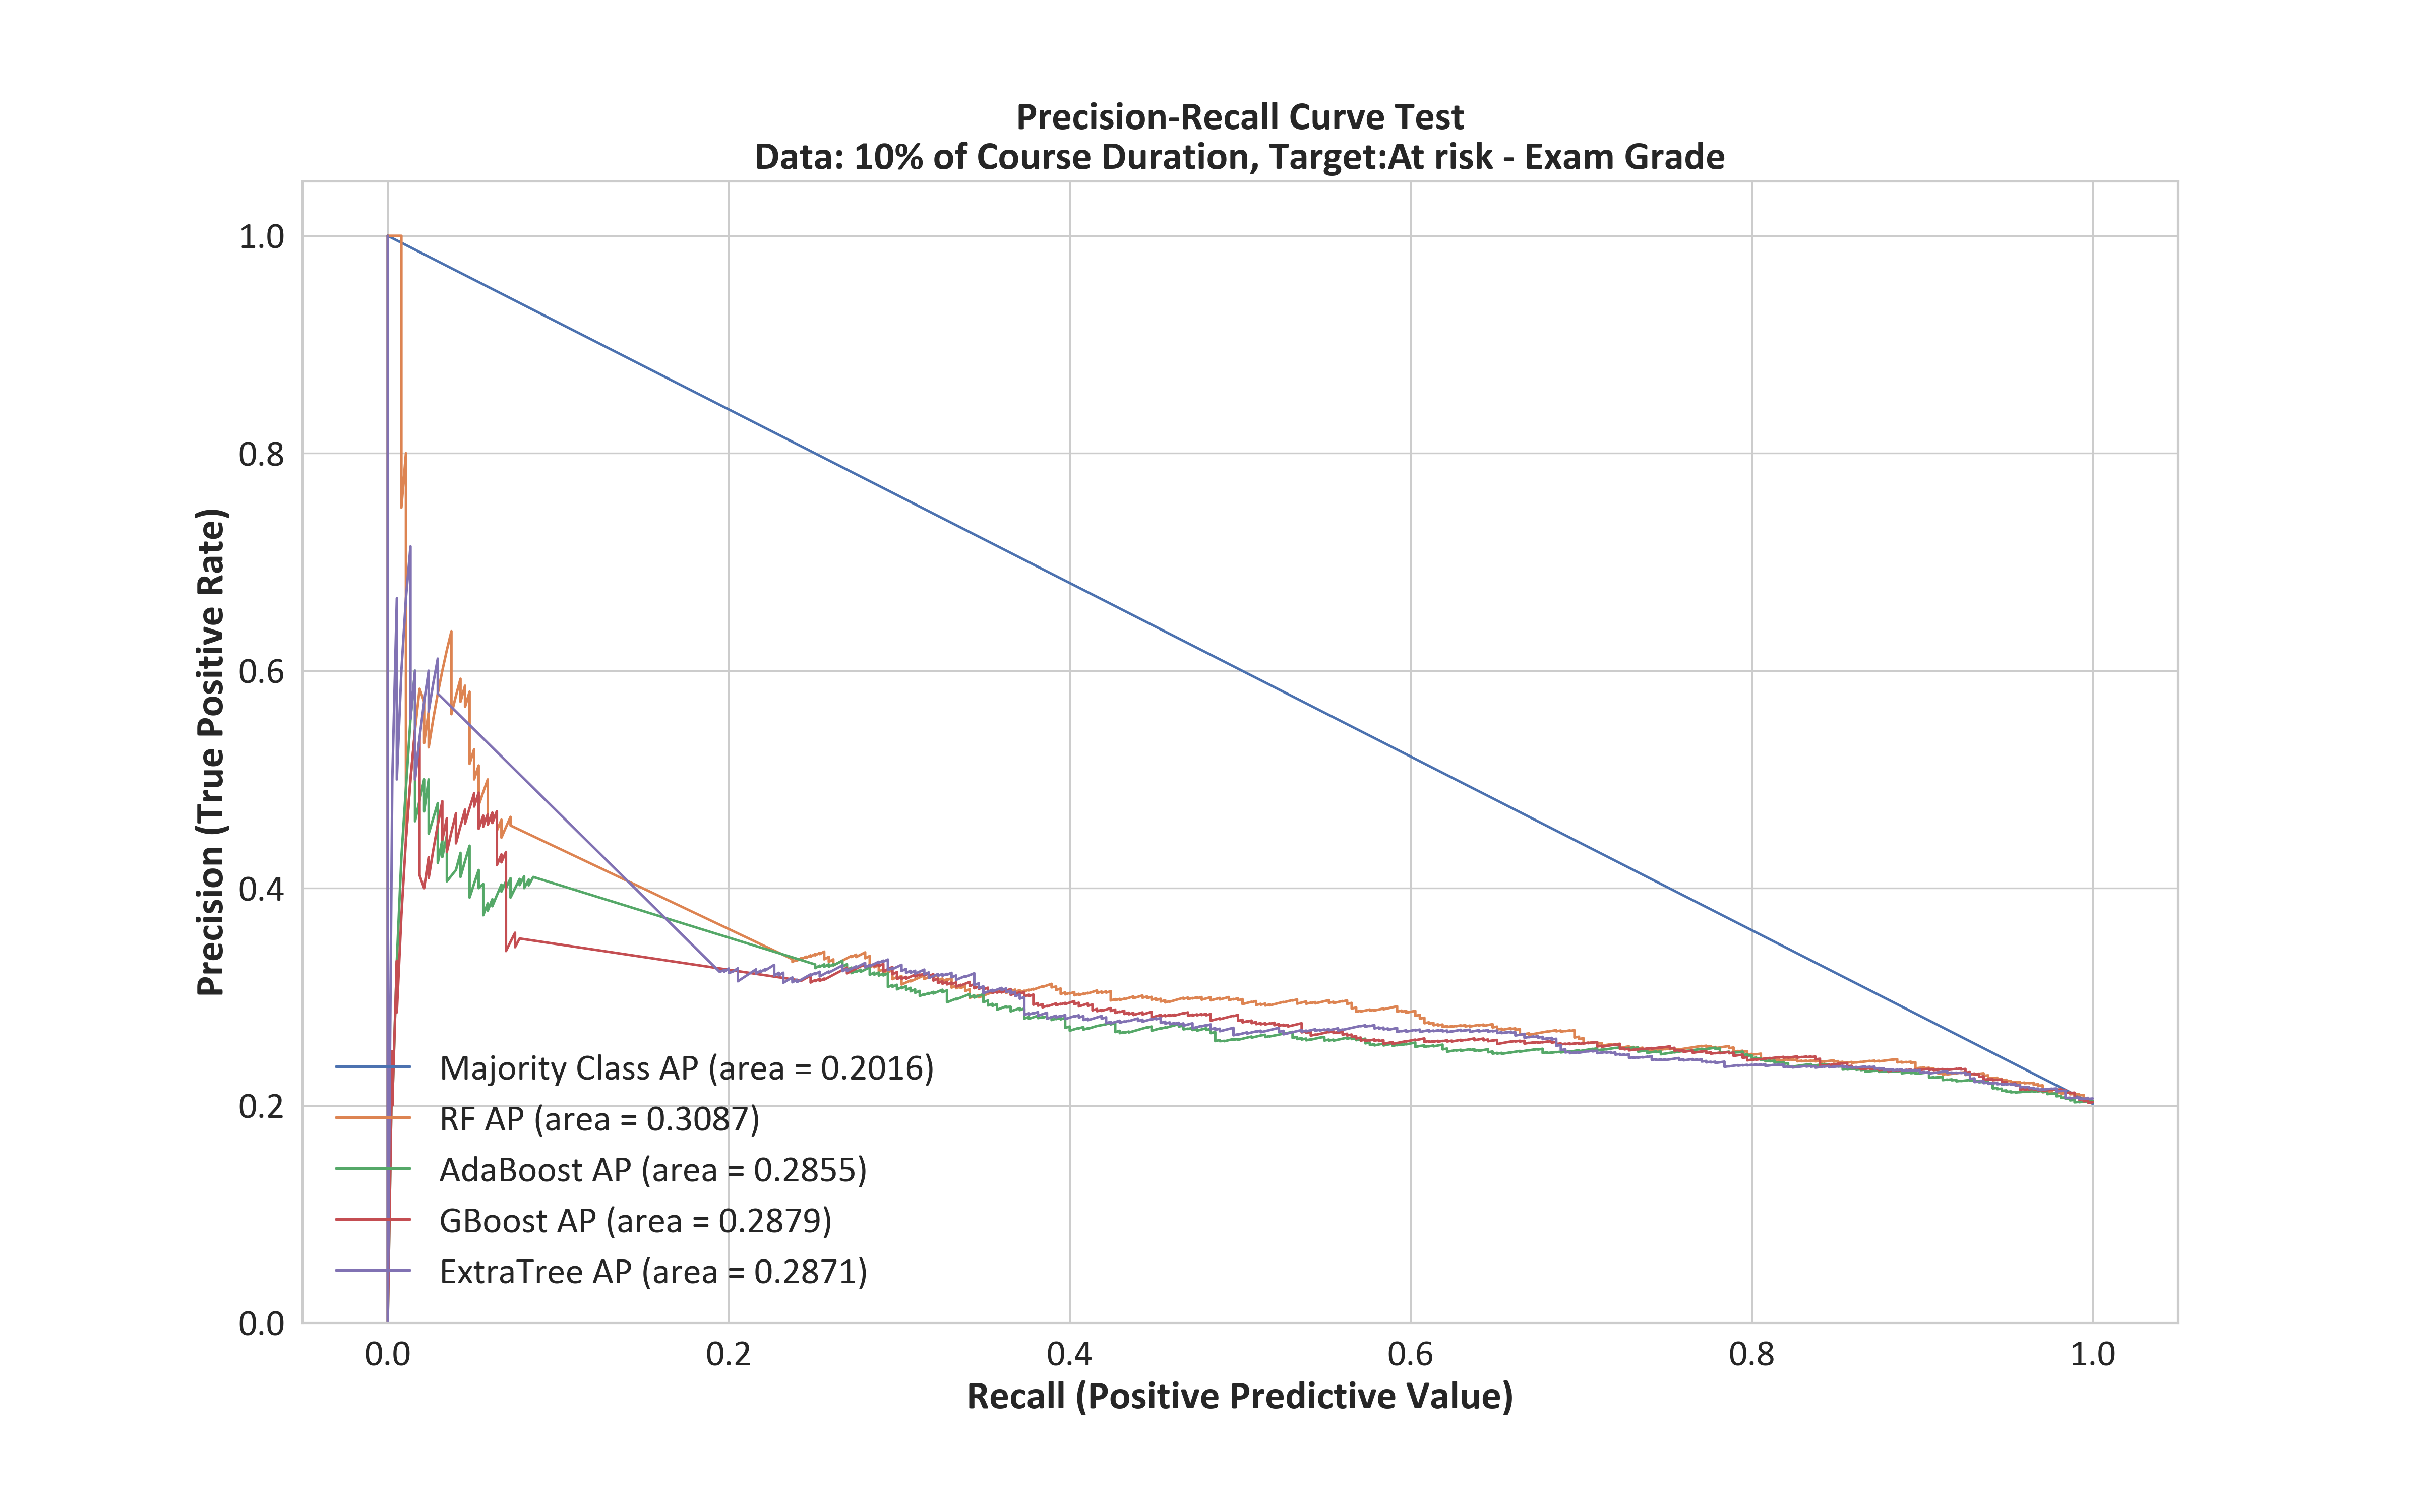 Precision-Recall Curve Test
Data: 10% of Course Duration, Target:At risk - Exam Grade
Precision (True Positive Rate)
1.0
0.8
0.6
0.4
0.2
0.0
Majority Class AP (area = 0.2016)
RF AP (area = 0.3087)
AdaBoost AP (area = 0.2855)
GBoost AP (area = 0.2879)
ExtraTree AP (area = 0.2871)
0.0 0.2 0.4 0.6 0.8 1.0
Recall (Positive Predictive Value)